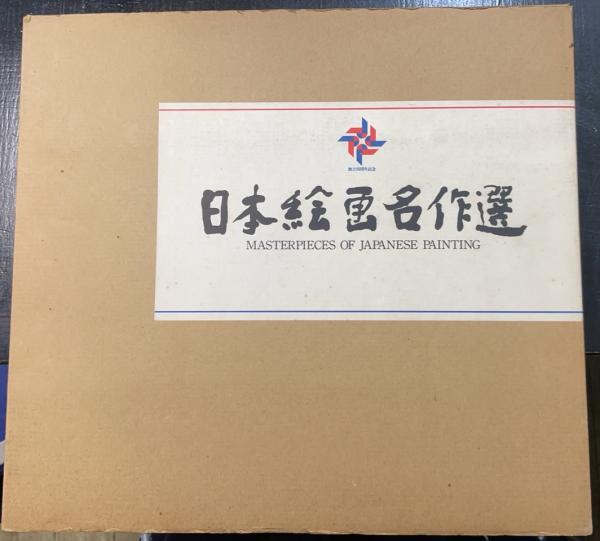 日本絵画名作選
MASTERPIECES OF JAPANESE PAINTING